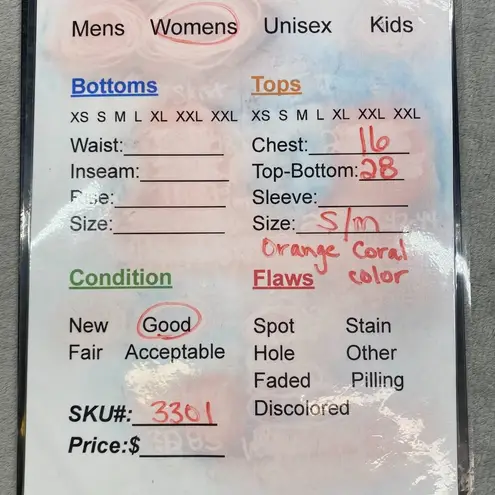 Mens Womens Unisex Kids
Bottoms
XS S M L XL XXL XXL
Waist:
Inseam:
Rise:
Size:
Tops
XS S M L XL XXL XXL
Chest: 16
Top-Bottom: 28
Sleeve:
Size: S/m
Orange Coral
color
Condition
New Good
Fair Acceptable
SKU#: 3301
Price:$
Flaws
Spot Stain
Hole Other
Faded Pilling
Discolored